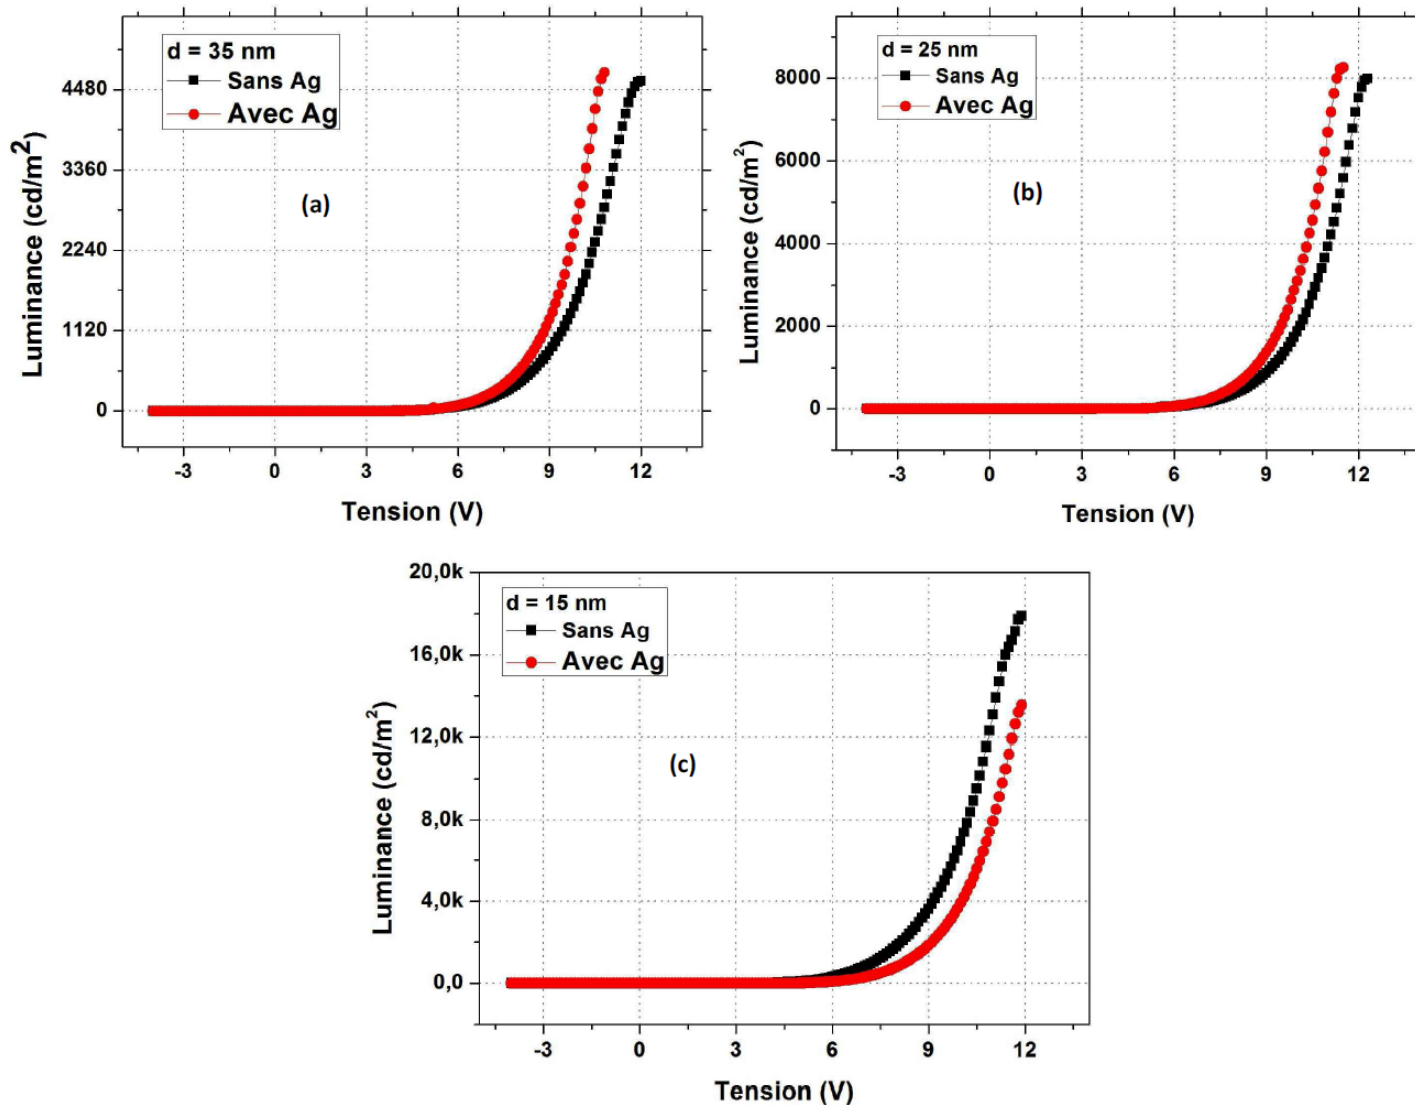 d = 35 nm
Sans Ag
Avec Ag
(a)
4480
3360
2240
1120
0
-3 0 3 6 9 12
Luminance (cd/m²)
Tension (V)
d = 25 nm
Sans Ag
Avec Ag
(b)
8000
6000
4000
2000
0
-3 0 3 6 9 12
Luminance (cd/m²)
Tension (V)
20,0k
d = 15 nm
Sans Ag
Avec Ag
(c)
16,0k
12,0k
8,0k
4,0k
0,0
-3 0 3 6 9 12
Luminance (cd/m²)
Tension (V)